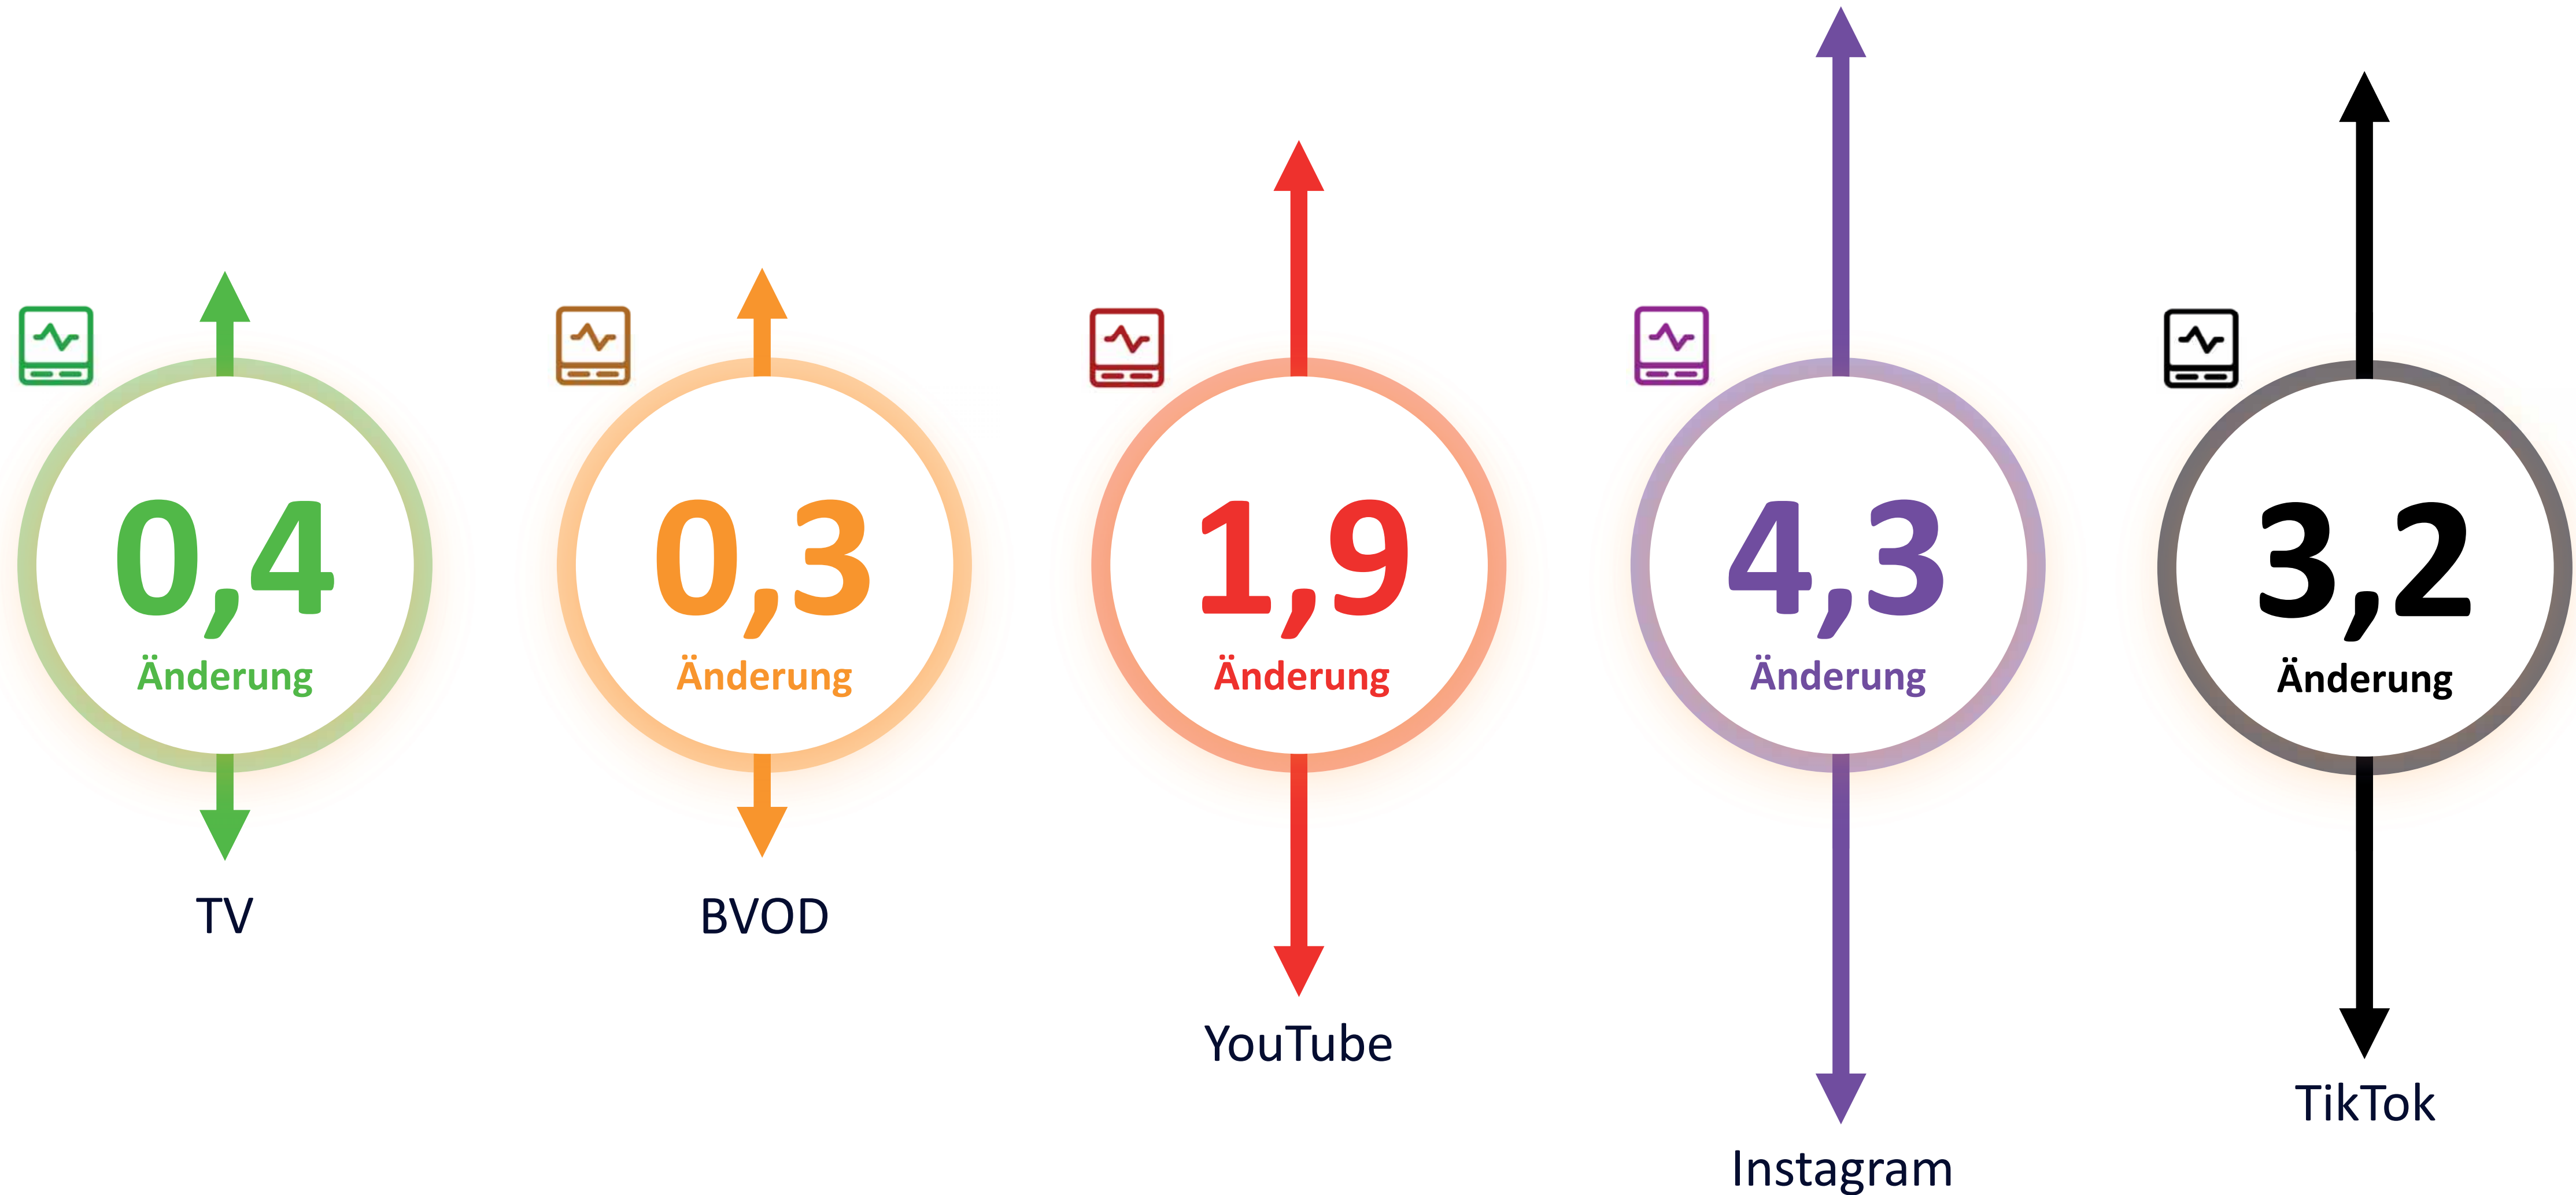 0,4
Änderung
TV
0,3
Änderung
BVOD
1,9
Änderung
YouTube
4,3
Änderung
Instagram
3,2
Änderung
TikTok